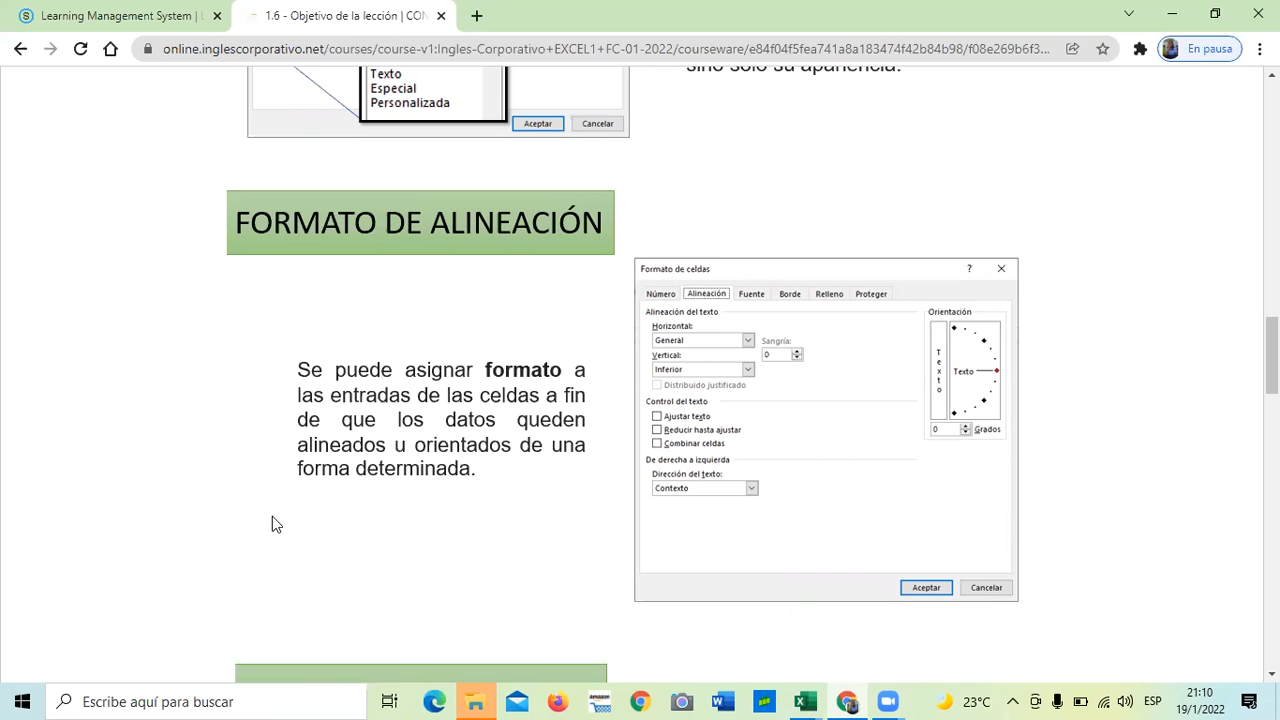 Learning Management System | L
1.6 - Objetivo de la lección | CON
online.inglescorporativo.net/courses/course-v1:Ingles-Corporativo+EXCEL1+FC-01-2022/courseware/e84f04f5fea741a8a183474f42b84b98/f08e269b6f3...
En pausa
sino solo su apariencia.
Texto
Especial
Personalizada
Aceptar Cancelar
FORMATO DE ALINEACIÓN
Se puede asignar formato a
las entradas de las celdas a fin
de que los datos queden
alineados u orientados de una
forma determinada.
Formato de celdas
?
Número Alineación Fuente Borde Relleno Proteger
Alineación del texto
Horizontal:
General
Sangría:
Vertical:
0
Inferior
Distribuido justificado
Control del texto
Ajustar texto
Reducir hasta ajustar
Combinar celdas
De derecha a izquierda
Dirección del texto:
Contexto
Orientación
Texto
Texto
0 Grados
Aceptar Cancelar
Escribe aquí para buscar
amazon
23°C
ESP
21:10
19/1/2022